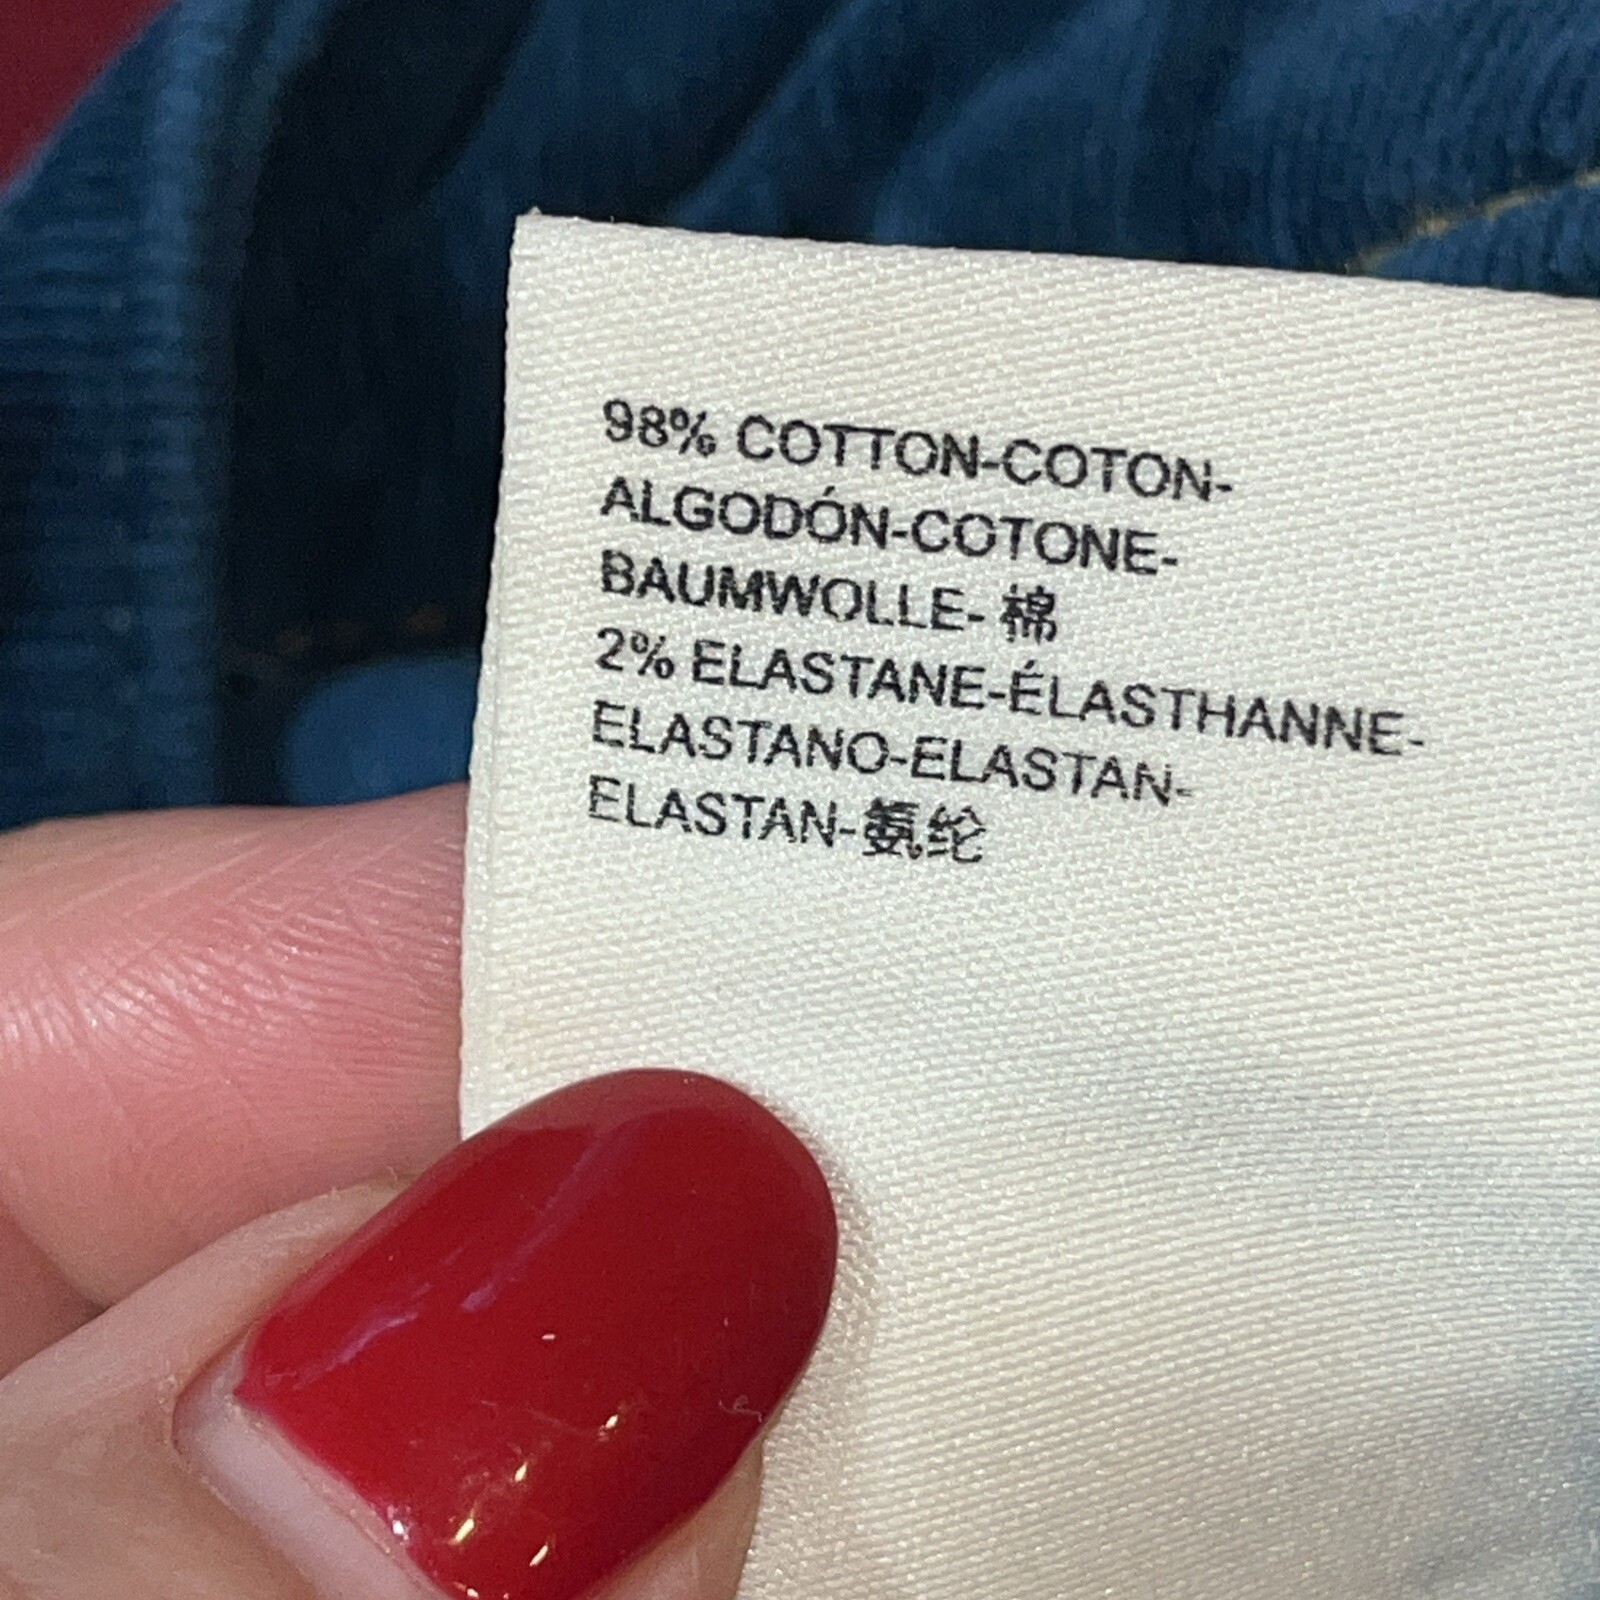 98% COTTON-COTON-
ALGODÓN-COTONE-
BAUMWOLLE- 棉
2% ELASTANE-ÉLASTHANNE-
ELASTANO-ELASTAN-
ELASTAN-氨纶